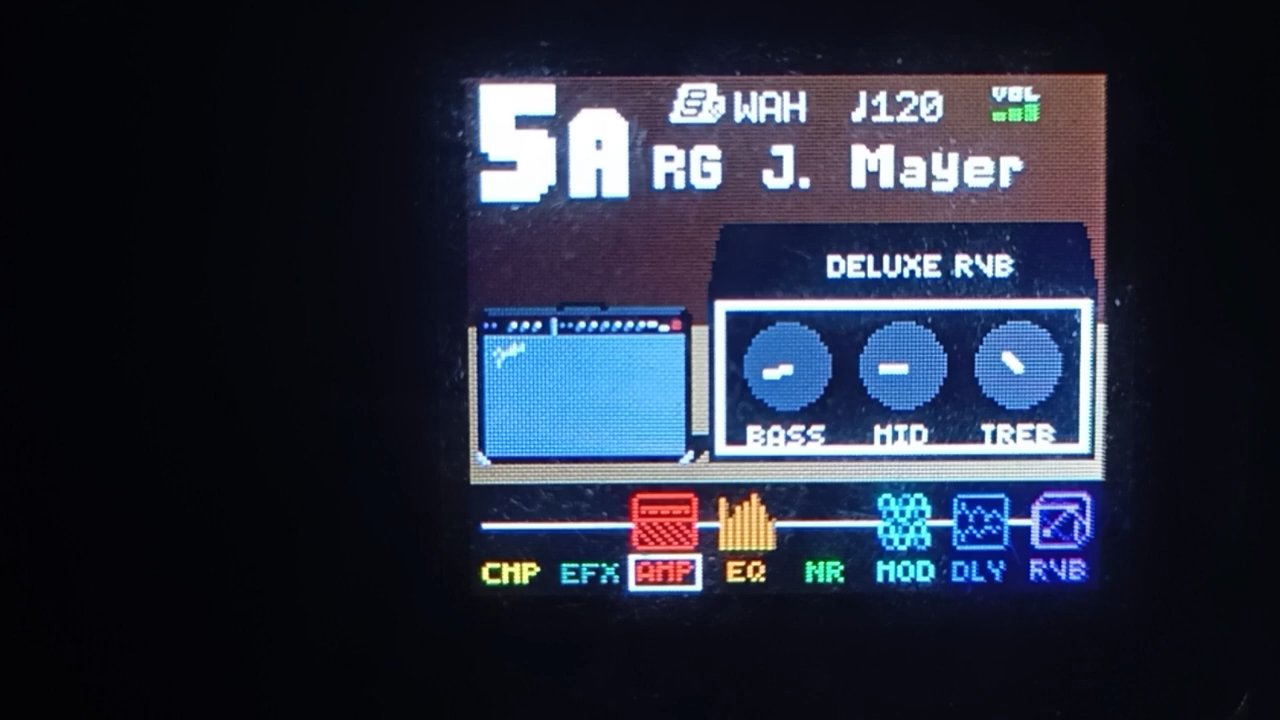 5A WAH ♩120 VOL
RG J. Mayer
DELUXE RVB
BASS MID TREB
CMP EFX AMP EQ NR MOD DLY RVB